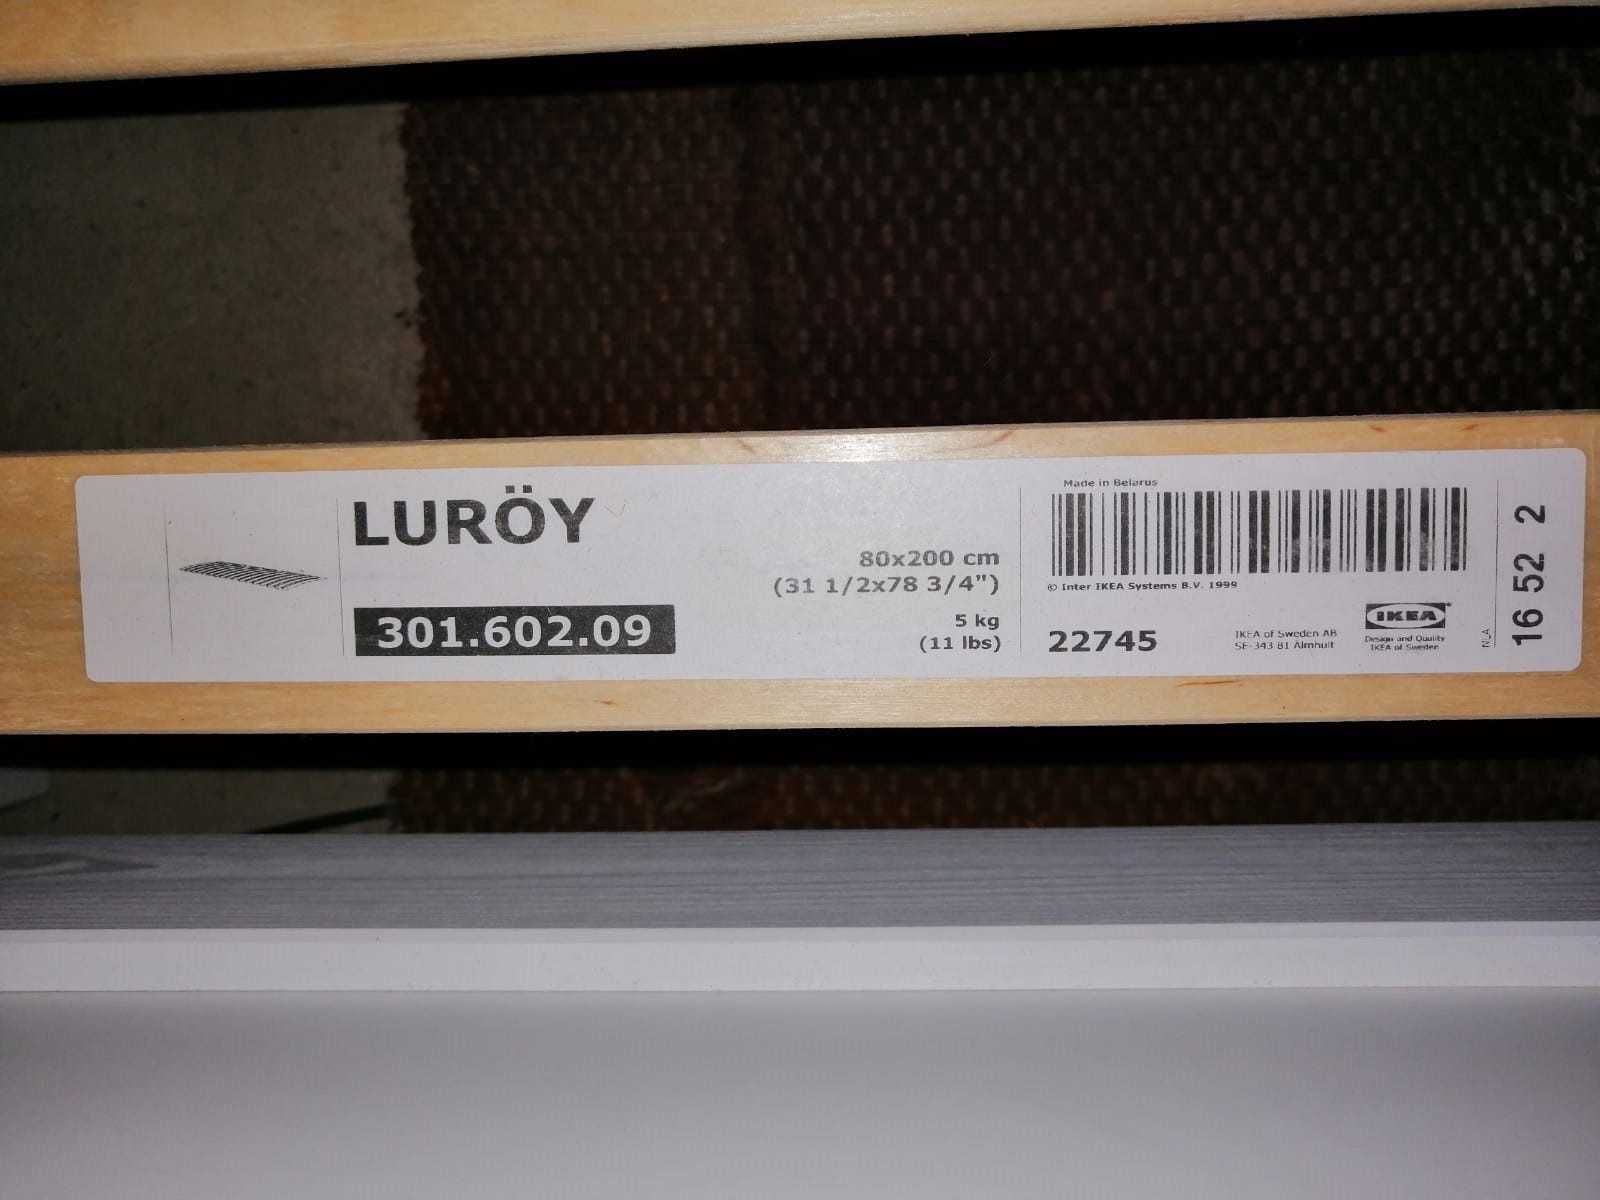 LURÖY
301.602.09
80x200 cm
(31 1/2x78 3/4")
5 kg
(11 lbs)
Made in Belarus
© Inter IKEA Systems B.V. 1999
22745
IKEA of Sweden AB
SE-343 81 Älmhult
IKEA
Design and Quality
IKEA of Sweden
NLA
16 52 2